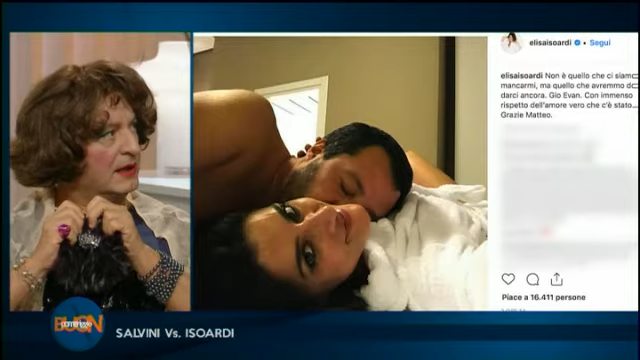 elisaisoardi • Segui
elisaisoardi Non è quello che ci siamo
mancarmi, ma quello che avremmo d
darci ancora. Gio Evan. Con immenso
rispetto dell'amore vero che c'è stato...
Grazie Matteo.
Piace a 16.411 persone
BUON
SALVINI Vs. ISOARDI